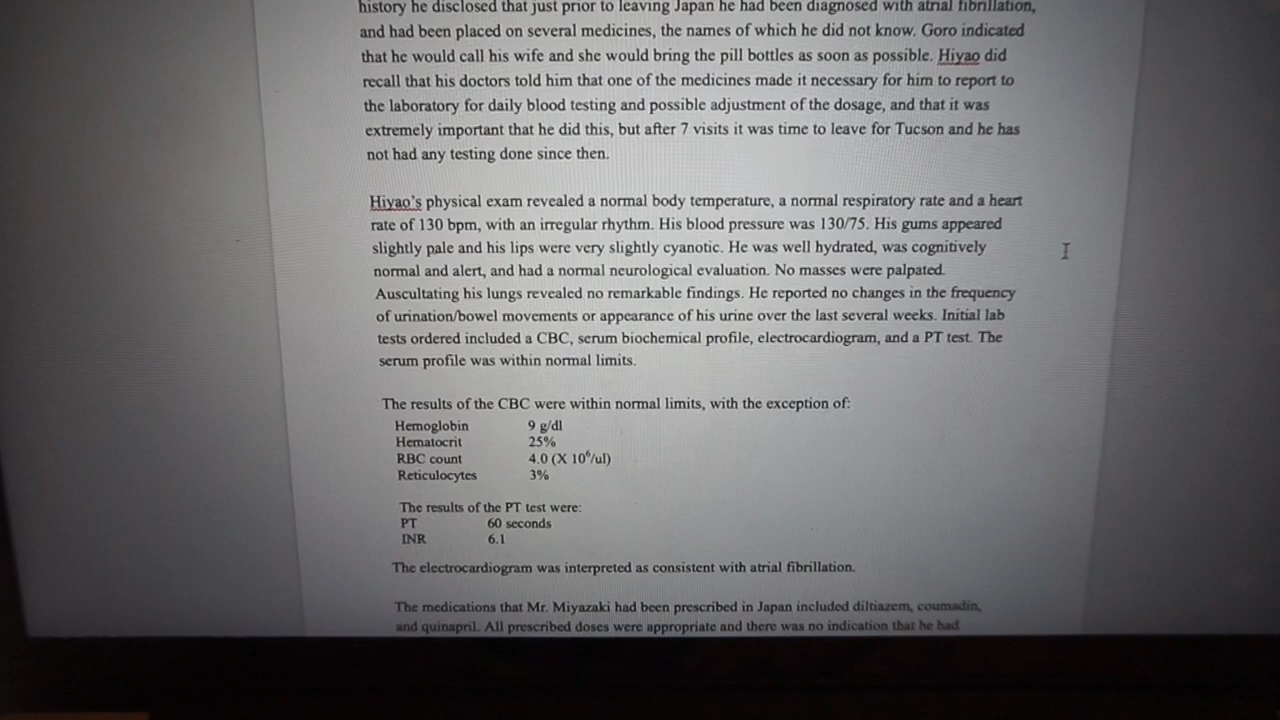 history he disclosed that just prior to leaving Japan he had been diagnosed with atrial fibrillation,
and had been placed on several medicines, the names of which he did not know. Goro indicated
that he would call his wife and she would bring the pill bottles as soon as possible. Hiyao did
recall that his doctors told him that one of the medicines made it necessary for him to report to
the laboratory for daily blood testing and possible adjustment of the dosage, and that it was
extremely important that he did this, but after 7 visits it was time to leave for Tucson and he has
not had any testing done since then.
Hiyao's physical exam revealed a normal body temperature, a normal respiratory rate and a heart
rate of 130 bpm, with an irregular rhythm. His blood pressure was 130/75. His gums appeared
slightly pale and his lips were very slightly cyanotic. He was well hydrated, was cognitively
normal and alert, and had a normal neurological evaluation. No masses were palpated.
Auscultating his lungs revealed no remarkable findings. He reported no changes in the frequency
of urination/bowel movements or appearance of his urine over the last several weeks. Initial lab
tests ordered included a CBC, serum biochemical profile, electrocardiogram, and a PT test. The
serum profile was within normal limits.
The results of the CBC were within normal limits, with the exception of:
Hemoglobin 9 g/dl
Hematocrit 25%
RBC count 4.0 (X 10⁶/ul)
Reticulocytes 3%
The results of the PT test were:
PT 60 seconds
INR 6.1
The electrocardiogram was interpreted as consistent with atrial fibrillation.
The medications that Mr. Miyazaki had been prescribed in Japan included diltiazem, coumadin,
and quinapril. All prescribed doses were appropriate and there was no indication that he had